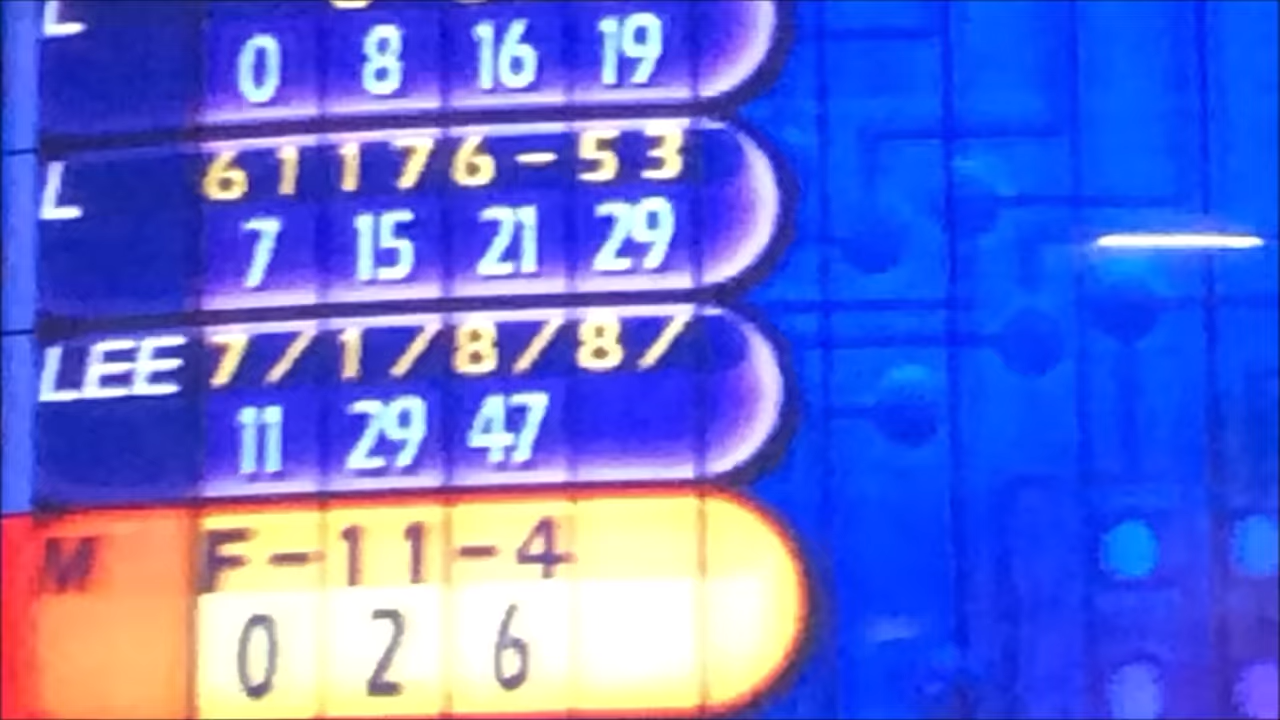 L
0 8 16 19
L 6 1 1 7 6 - 5 3
7 15 21 29
LEE 7 / 1 / 8 / 8 /
11 29 47
M F - 1 1 - 4
0 2 6